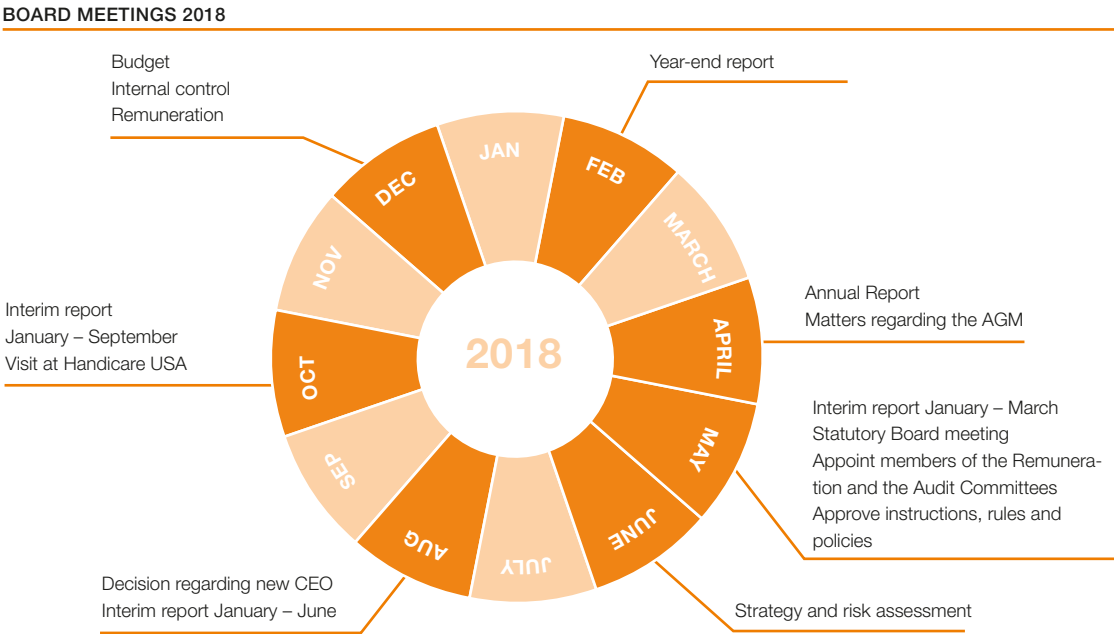 BOARD MEETINGS 2018
Budget
Internal control
Remuneration
Year-end report
JAN
FEB
MARCH
APRIL
MAY
JUNE
JULY
AUG
SEP
OCT
NOV
DEC
2018
Annual Report
Matters regarding the AGM
Interim report January – March
Statutory Board meeting
Appoint members of the Remunera-
tion and the Audit Committees
Approve instructions, rules and
policies
Strategy and risk assessment
Decision regarding new CEO
Interim report January – June
Interim report
January – September
Visit at Handicare USA